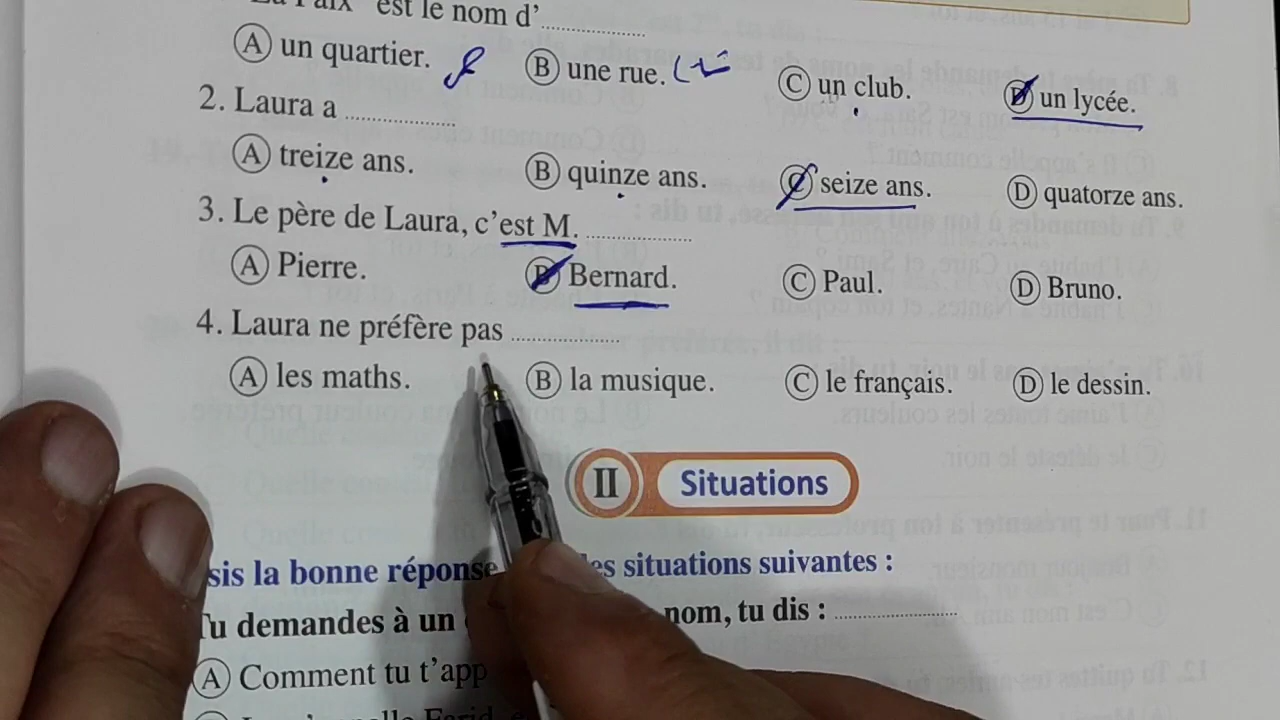 La Paix" est le nom d'....................
A un quartier. B une rue. C un club. D un lycée.
2. Laura a ....................
A treize ans. B quinze ans. C seize ans. D quatorze ans.
3. Le père de Laura, c'est M. ....................
A Pierre. B Bernard. C Paul. D Bruno.
4. Laura ne préfère pas ....................
A les maths. B la musique. C le français. D le dessin.
II Situations
sis la bonne réponse les situations suivantes :
Tu demandes à un nom, tu dis : ....................
A Comment tu t'app